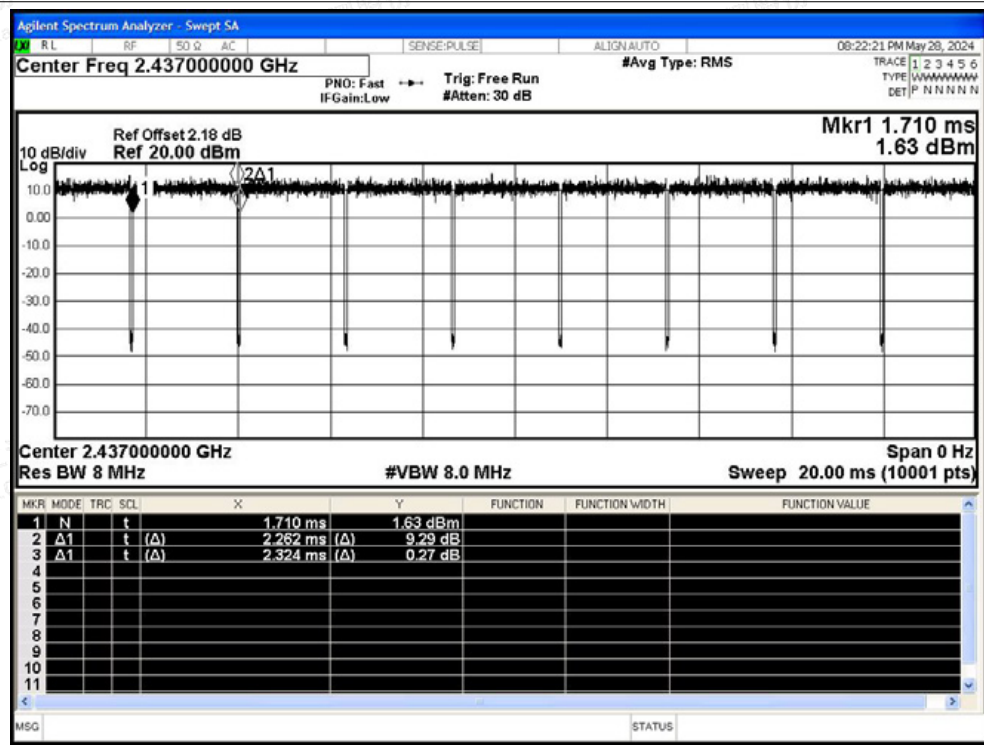 Agilent Spectrum Analyzer - Swept SA
RL RF 50 Ω AC SENSE:PULSE ALIGNAUTO 08:22:21 PM May 28, 2024
Center Freq 2.437000000 GHz
PNO: Fast
IFGain:Low
Trig: Free Run
#Atten: 30 dB
#Avg Type: RMS
TRACE 1 2 3 4 5 6
TYPE WWWWWW
DET P N N N N N
Ref Offset 2.18 dB
10 dB/div Ref 20.00 dBm
Log
Mkr1 1.710 ms
1.63 dBm
1
2Δ1
10.0
0.00
-10.0
-20.0
-30.0
-40.0
-50.0
-60.0
-70.0
Center 2.437000000 GHz Span 0 Hz
Res BW 8 MHz #VBW 8.0 MHz Sweep 20.00 ms (10001 pts)
MKR MODE TRC SCL X Y FUNCTION FUNCTION WIDTH FUNCTION VALUE
1 N t 1.710 ms 1.63 dBm
2 Δ1 t (Δ) 2.262 ms (Δ) 9.29 dB
3 Δ1 t (Δ) 2.324 ms (Δ) 0.27 dB
4
5
6
7
8
9
10
11
MSG STATUS